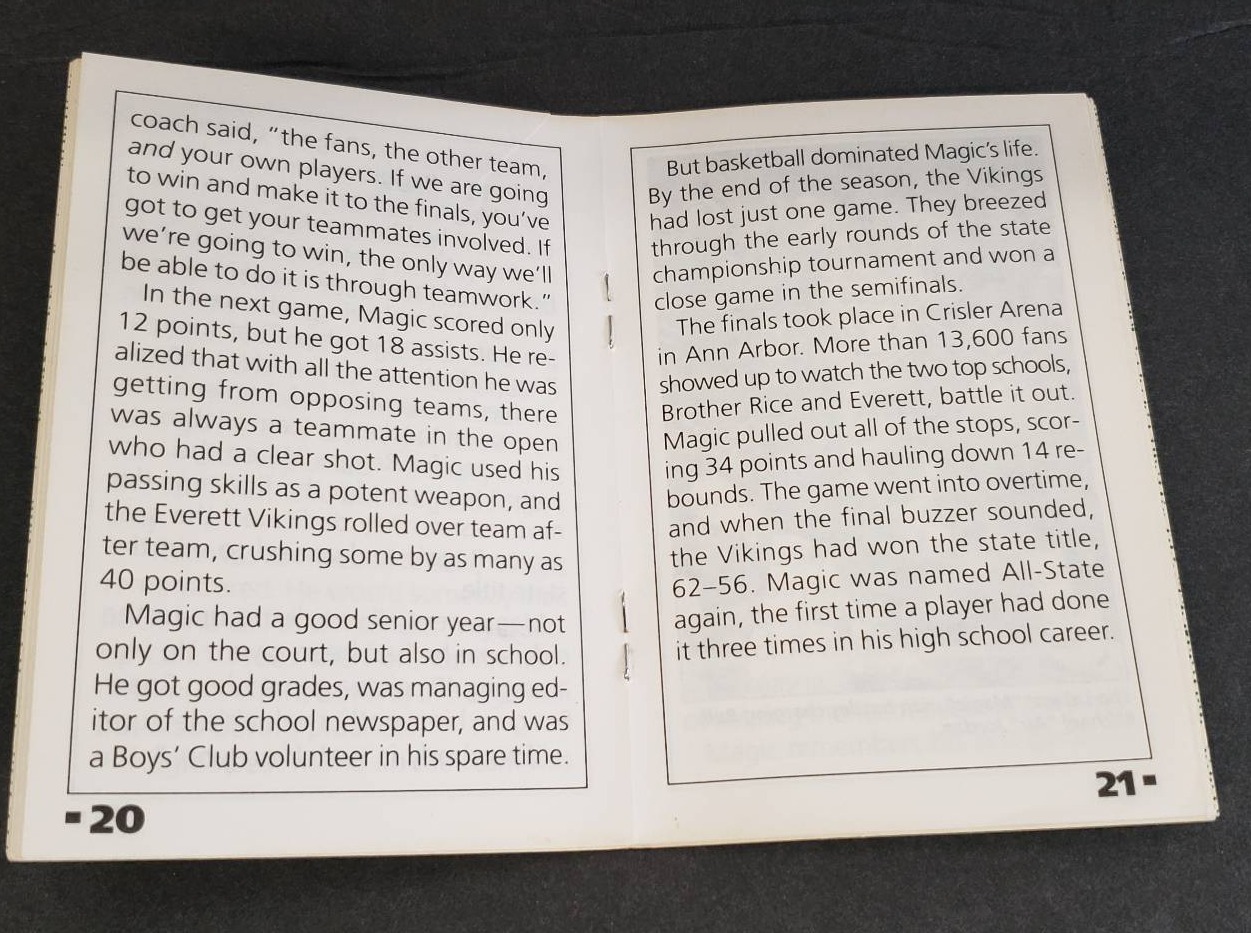 coach said, "the fans, the other team,
and your own players. If we are going
to win and make it to the finals, you've
got to get your teammates involved. If
we're going to win, the only way we'll
be able to do it is through teamwork."
In the next game, Magic scored only
12 points, but he got 18 assists. He re-
alized that with all the attention he was
getting from opposing teams, there
was always a teammate in the open
who had a clear shot. Magic used his
passing skills as a potent weapon, and
the Everett Vikings rolled over team af-
ter team, crushing some by as many as
40 points.
Magic had a good senior year—not
only on the court, but also in school.
He got good grades, was managing ed-
itor of the school newspaper, and was
a Boys' Club volunteer in his spare time.
20
But basketball dominated Magic's life.
By the end of the season, the Vikings
had lost just one game. They breezed
through the early rounds of the state
championship tournament and won a
close game in the semifinals.
The finals took place in Crisler Arena
in Ann Arbor. More than 13,600 fans
showed up to watch the two top schools,
Brother Rice and Everett, battle it out.
Magic pulled out all of the stops, scor-
ing 34 points and hauling down 14 re-
bounds. The game went into overtime,
and when the final buzzer sounded,
the Vikings had won the state title,
62–56. Magic was named All-State
again, the first time a player had done
it three times in his high school career.
21